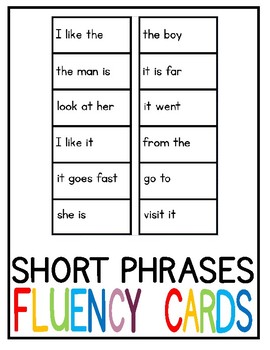 I like the
the man is
look at her
I like it
it goes fast
she is
the boy
it is far
it went
from the
go to
visit it
SHORT PHRASES
FLUENCY CARDS